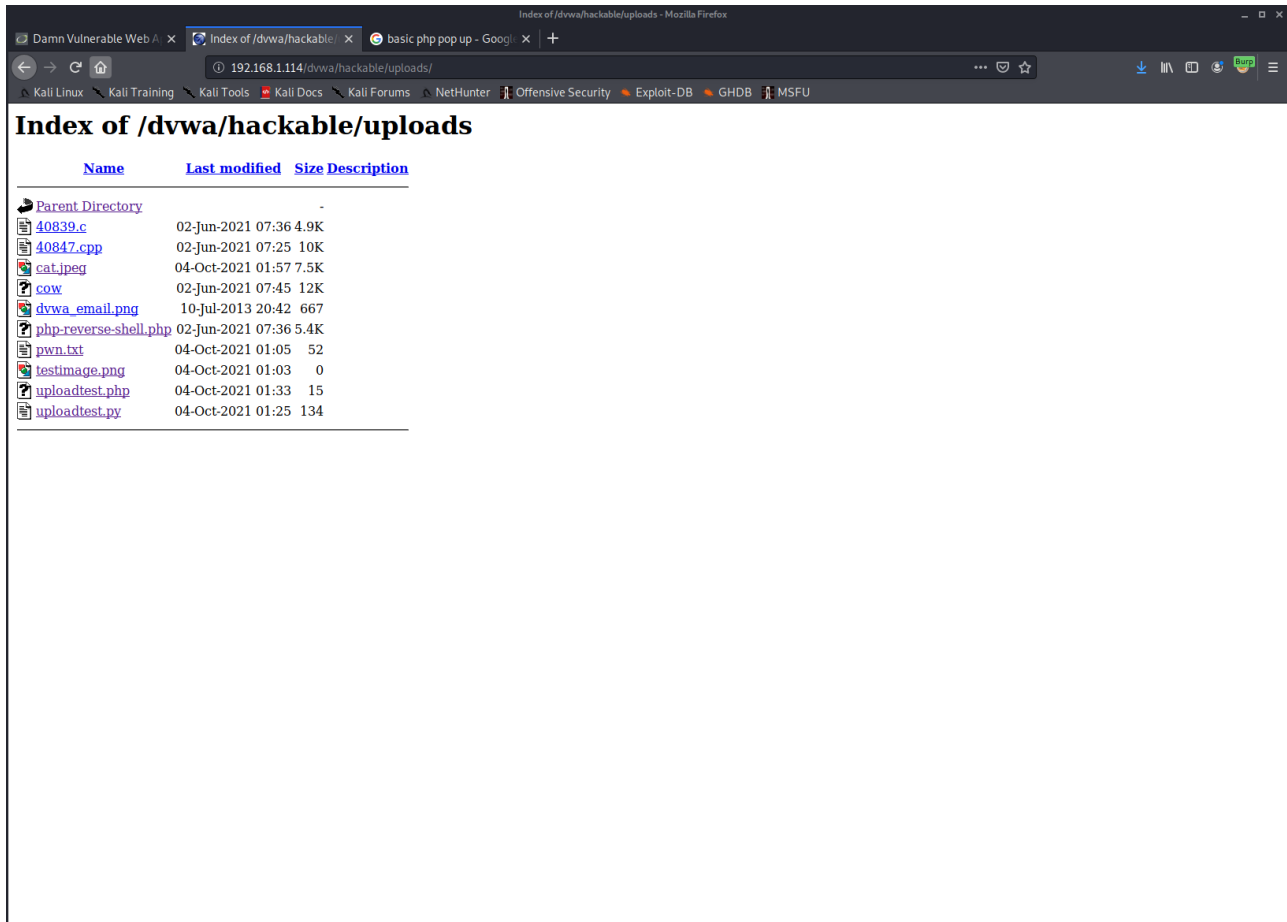 Index of /dvwa/hackable/uploads - Mozilla Firefox
Damn Vulnerable Web A Index of /dvwa/hackable/ basic php pop up - Googl
192.168.1.114/dvwa/hackable/uploads/ Burp
Kali Linux Kali Training Kali Tools Kali Docs Kali Forums NetHunter Offensive Security Exploit-DB GHDB MSFU
Index of /dvwa/hackable/uploads
Name Last modified Size Description
Parent Directory -
40839.c 02-Jun-2021 07:36 4.9K
40847.cpp 02-Jun-2021 07:25 10K
cat.jpeg 04-Oct-2021 01:57 7.5K
cow 02-Jun-2021 07:45 12K
dvwa_email.png 10-Jul-2013 20:42 667
php-reverse-shell.php 02-Jun-2021 07:36 5.4K
pwn.txt 04-Oct-2021 01:05 52
testimage.png 04-Oct-2021 01:03 0
uploadtest.php 04-Oct-2021 01:33 15
uploadtest.py 04-Oct-2021 01:25 134